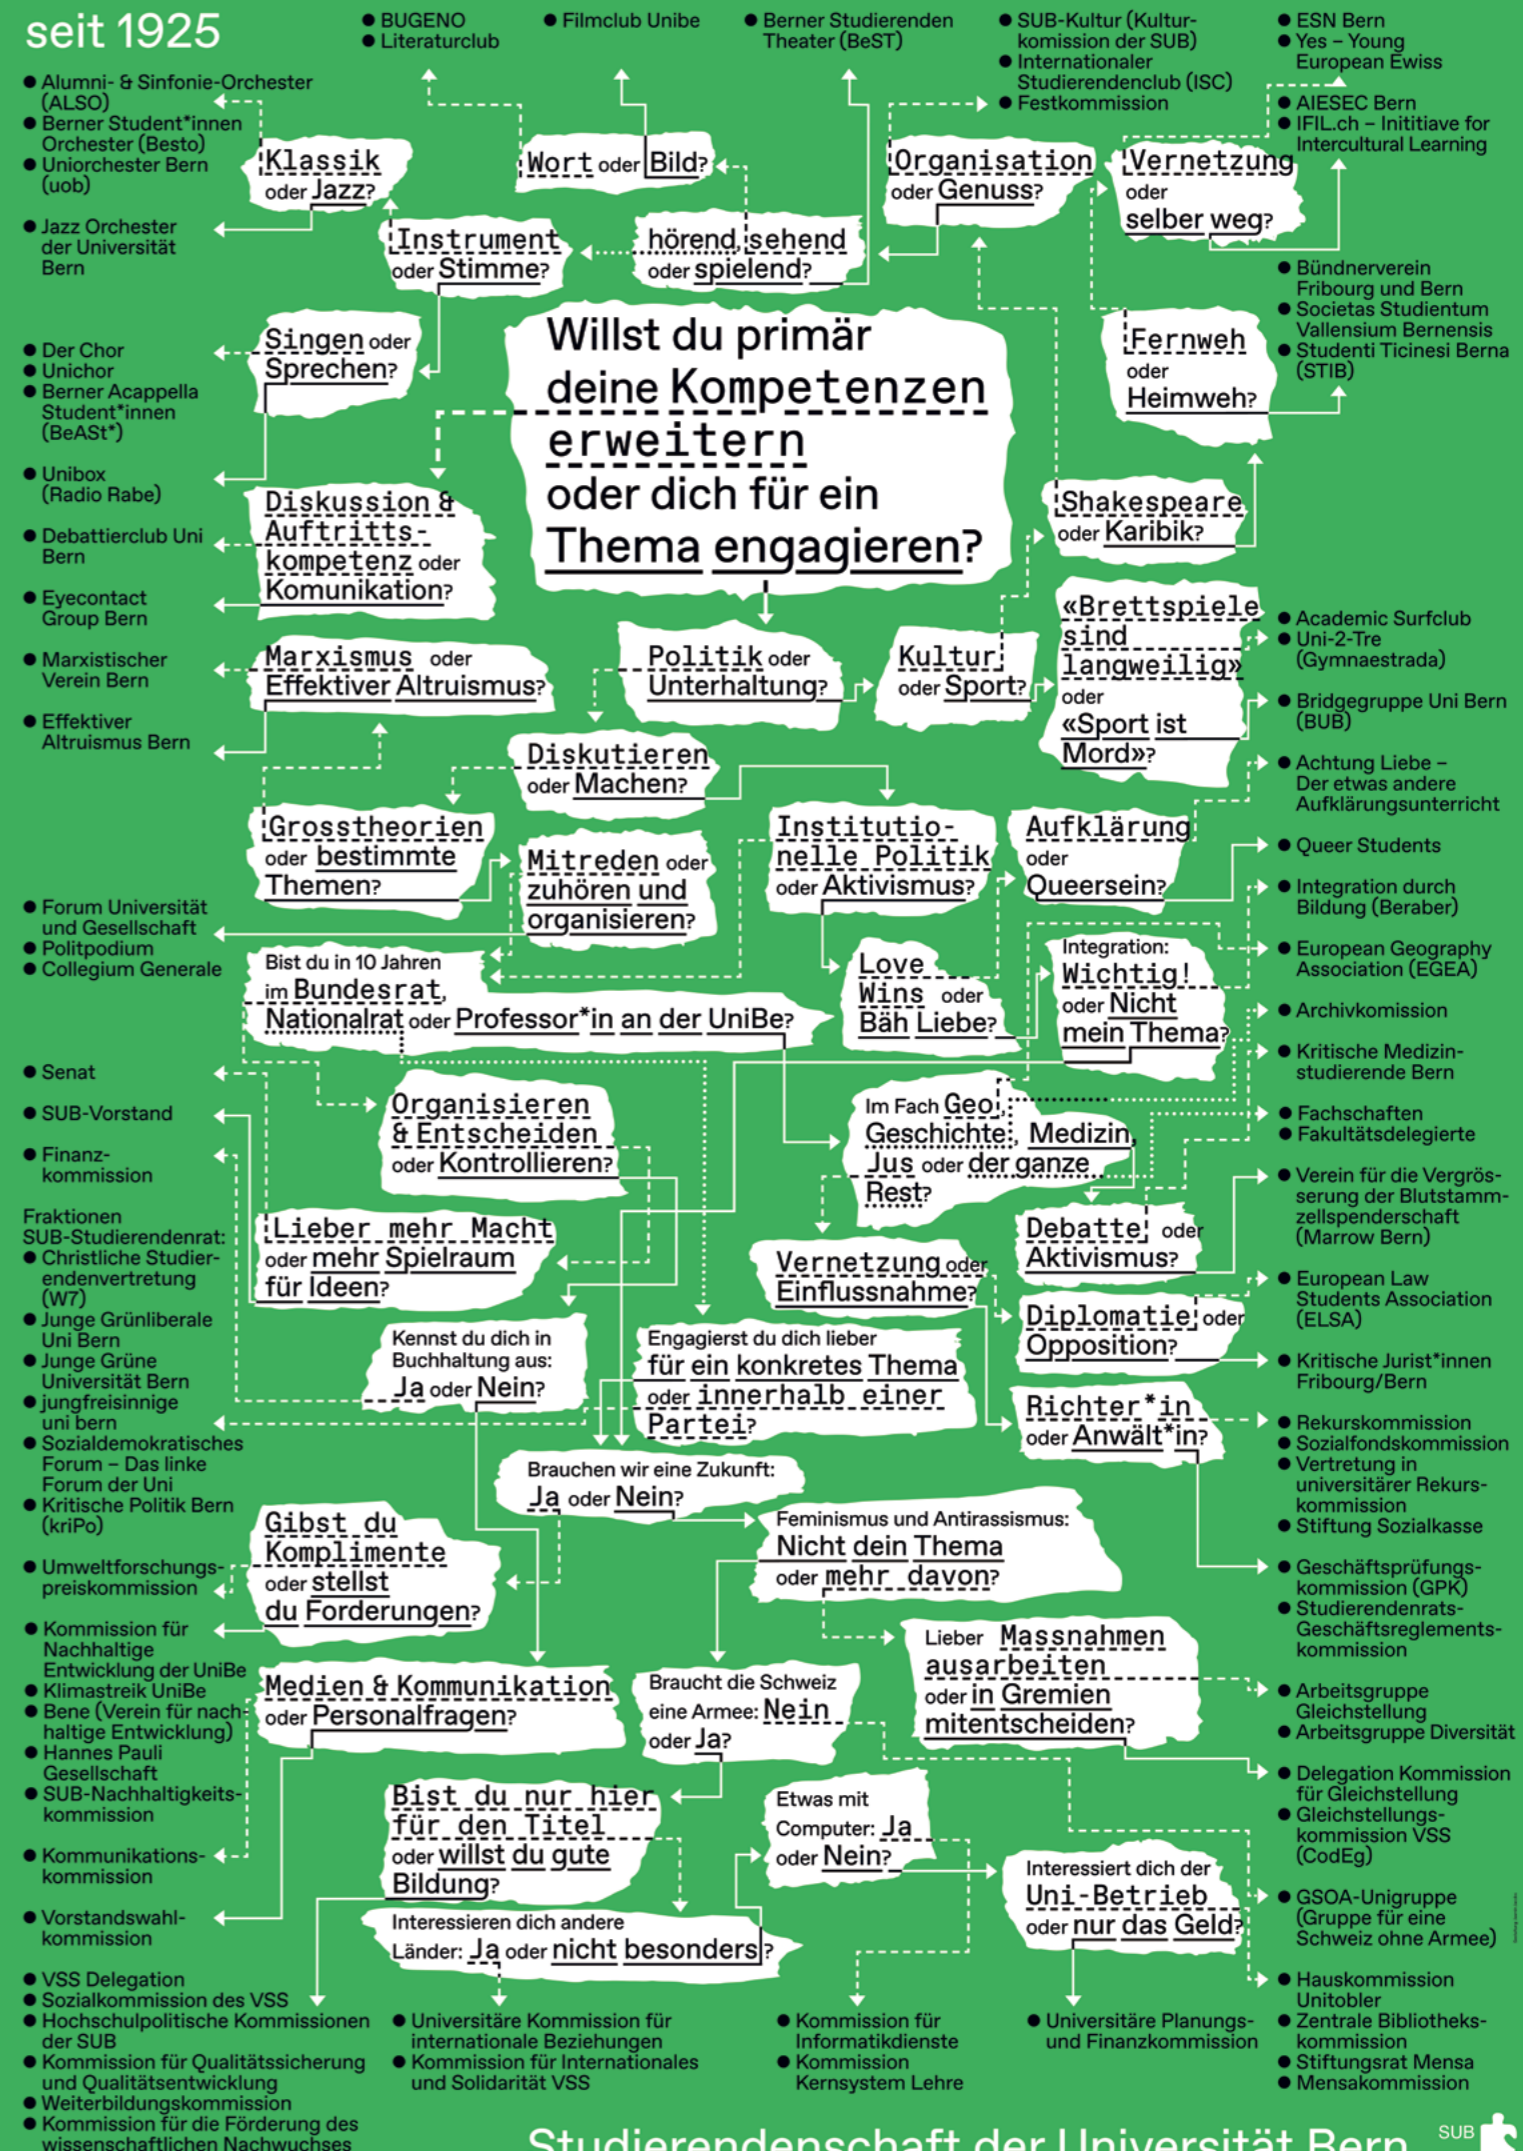 seit 1925
BUGENO
Literaturclub
Filmclub Unibe
Berner Studierenden
Theater (BeST)
SUB-Kultur (Kultur-
komission der SUB)
Internationaler
Studierendenclub (ISC)
Festkommission
ESN Bern
Yes – Young
European Ewiss
AIESEC Bern
IFIL.ch – Inititiave for
Intercultural Learning
Alumni- & Sinfonie-Orchester
(ALSO)
Berner Student*innen
Orchester (Besto)
Uniorchester Bern
(uob)
Jazz Orchester
der Universität
Bern
Klassik
oder Jazz?
Wort oder Bild?
Organisation
oder Genuss?
Vernetzung
oder
selber weg?
Instrument
oder Stimme?
hörend, sehend
oder spielend?
Bündnerverein
Fribourg und Bern
Societas Studientum
Vallensium Bernensis
Studenti Ticinesi Berna
(STIB)
Singen oder
Sprechen?
Der Chor
Unichor
Berner Acappella
Student*innen
(BeASt*)
Unibox
(Radio Rabe)
Willst du primär
deine Kompetenzen
erweitern
oder dich für ein
Thema engagieren?
Fernweh
oder
Heimweh?
Debattierclub Uni
Bern
Eyecontact
Group Bern
Diskussion &
Auftritts-
kompetenz oder
Komunikation?
Shakespeare
oder Karibik?
Marxistischer
Verein Bern
Effektiver
Altruismus Bern
Marxismus oder
Effektiver Altruismus?
Politik oder
Unterhaltung?
Kultur
oder Sport?
«Brettspiele
sind
langweilig»
oder
«Sport ist
Mord»?
Academic Surfclub
Uni-2-Tre
(Gymnaestrada)
Bridgegruppe Uni Bern
(BUB)
Diskutieren
oder Machen?
Achtung Liebe –
Der etwas andere
Aufklärungsunterricht
Queer Students
Integration durch
Bildung (Beraber)
European Geography
Association (EGEA)
Archivkomission
Kritische Medizin-
studierende Bern
Fachschaften
Fakultätsdelegierte
Grosstheorien
oder bestimmte
Themen?
Mitreden oder
zuhören und
organisieren?
Institutio-
nelle Politik
oder Aktivismus?
Aufklärung
oder
Queersein?
Forum Universität
und Gesellschaft
Politpodium
Collegium Generale
Bist du in 10 Jahren
im Bundesrat,
Nationalrat oder Professor*in an der UniBe?
Love
Wins oder
Bäh Liebe?
Integration:
Wichtig!
oder Nicht
mein Thema?
Senat
SUB-Vorstand
Finanz-
kommission
Organisieren
& Entscheiden
oder Kontrollieren?
Im Fach Geo,
Geschichte, Medizin,
Jus oder der ganze
Rest?
Verein für die Vergrös-
serung der Blutstamm-
zellspenderschaft
(Marrow Bern)
Fraktionen
SUB-Studierendenrat:
Christliche Studier-
endenvertretung
(W7)
Junge Grünliberale
Uni Bern
Junge Grüne
Universität Bern
jungfreisinnige
uni bern
Sozialdemokratisches
Forum – Das linke
Forum der Uni
Kritische Politik Bern
(kriPo)
Lieber mehr Macht
oder mehr Spielraum
für Ideen?
Vernetzung oder
Einflussnahme?
Debatte oder
Aktivismus?
Diplomatie oder
Opposition?
European Law
Students Association
(ELSA)
Kritische Jurist*innen
Fribourg/Bern
Kennst du dich in
Buchhaltung aus:
Ja oder Nein?
Engagierst du dich lieber
für ein konkretes Thema
oder innerhalb einer
Partei?
Richter*in
oder Anwält*in?
Rekurskommission
Sozialfondskommission
Vertretung in
universitärer Rekurs-
kommission
Stiftung Sozialkasse
Brauchen wir eine Zukunft:
Ja oder Nein?
Gibst du
Komplimente
oder stellst
du Forderungen?
Feminismus und Antirassismus:
Nicht dein Thema
oder mehr davon?
Geschäftsprüfungs-
kommission (GPK)
Studierendenrats-
Geschäftsreglements-
kommission
Umweltforschungs-
preiskommission
Kommission für
Nachhaltige
Entwicklung der UniBe
Klimastreik UniBe
Bene (Verein für nach-
haltige Entwicklung)
Hannes Pauli
Gesellschaft
SUB-Nachhaltigkeits-
kommission
Kommunikations-
kommission
Vorstandswahl-
kommission
Medien & Kommunikation
oder Personalfragen?
Braucht die Schweiz
eine Armee: Nein
oder Ja?
Lieber Massnahmen
ausarbeiten
oder in Gremien
mitentscheiden?
Arbeitsgruppe
Gleichstellung
Arbeitsgruppe Diversität
Delegation Kommission
für Gleichstellung
Gleichstellungs-
kommission VSS
(CodEg)
Bist du nur hier
für den Titel
oder willst du gute
Bildung?
Etwas mit
Computer: Ja
oder Nein?
Interessiert dich der
Uni-Betrieb
oder nur das Geld?
GSOA-Unigruppe
(Gruppe für eine
Schweiz ohne Armee)
Interessieren dich andere
Länder: Ja oder nicht besonders?
VSS Delegation
Sozialkommission des VSS
Hochschulpolitische Kommissionen
der SUB
Kommission für Qualitätssicherung
und Qualitätsentwicklung
Weiterbildungskommission
Kommission für die Förderung des
wissenschaftlichen Nachwuchses
Universitäre Kommission für
internationale Beziehungen
Kommission für Internationales
und Solidarität VSS
Kommission für
Informatikdienste
Kommission
Kernsystem Lehre
Universitäre Planungs-
und Finanzkommission
Hauskommission
Unitobler
Zentrale Bibliotheks-
kommission
Stiftungsrat Mensa
Mensakommission
Studierendenschaft der Universität Bern
SUB